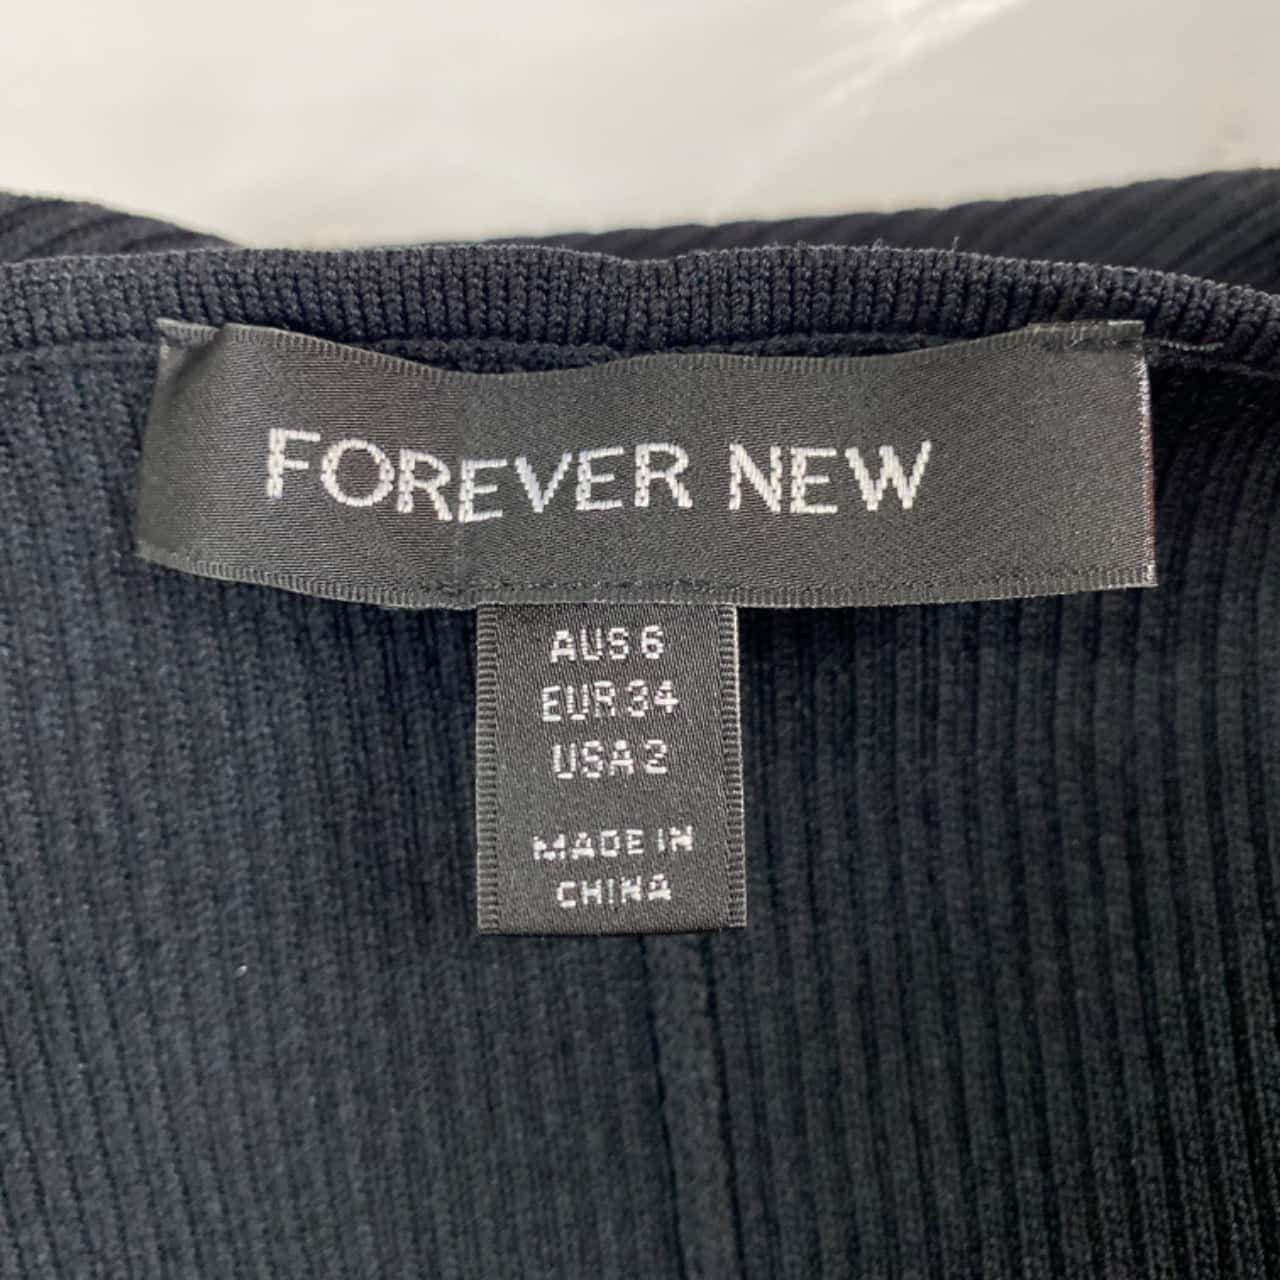 FOREVER NEW
AUS 6
EUR 34
USA 2
MADE IN
CHINA